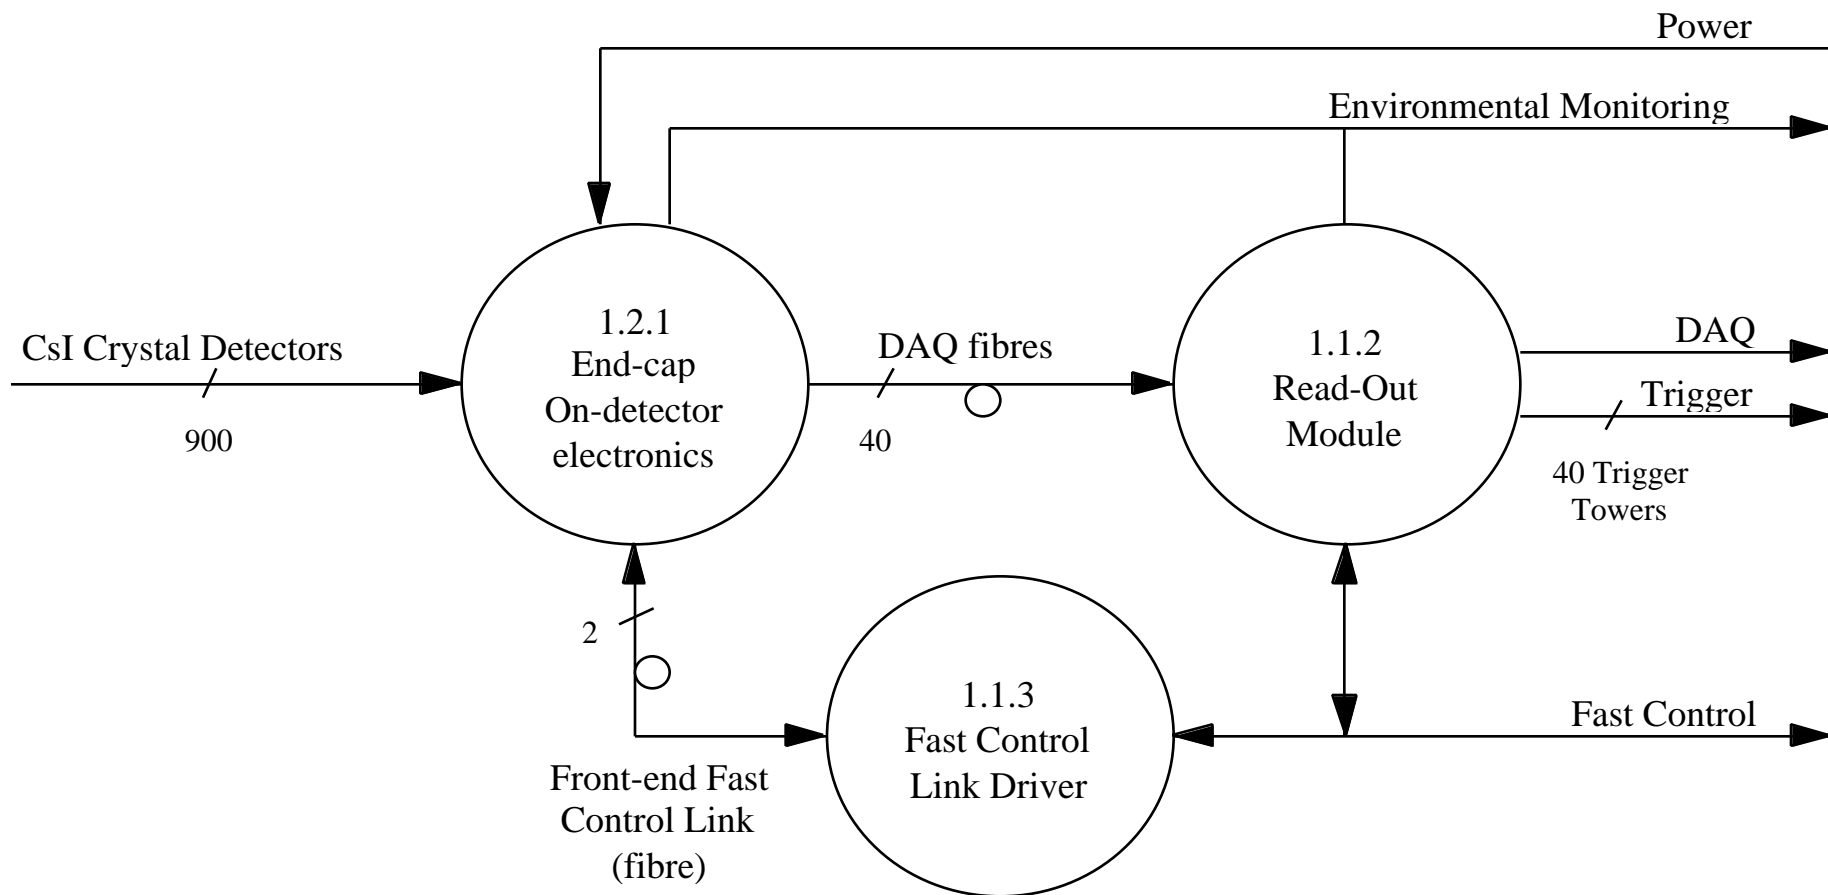 Power
Environmental Monitoring
CsI Crystal Detectors
900
1.2.1
End-cap
On-detector
electronics
DAQ fibres
40
1.1.2
Read-Out
Module
DAQ
Trigger
40 Trigger
Towers
2
1.1.3
Fast Control
Link Driver
Fast Control
Front-end Fast
Control Link
(fibre)